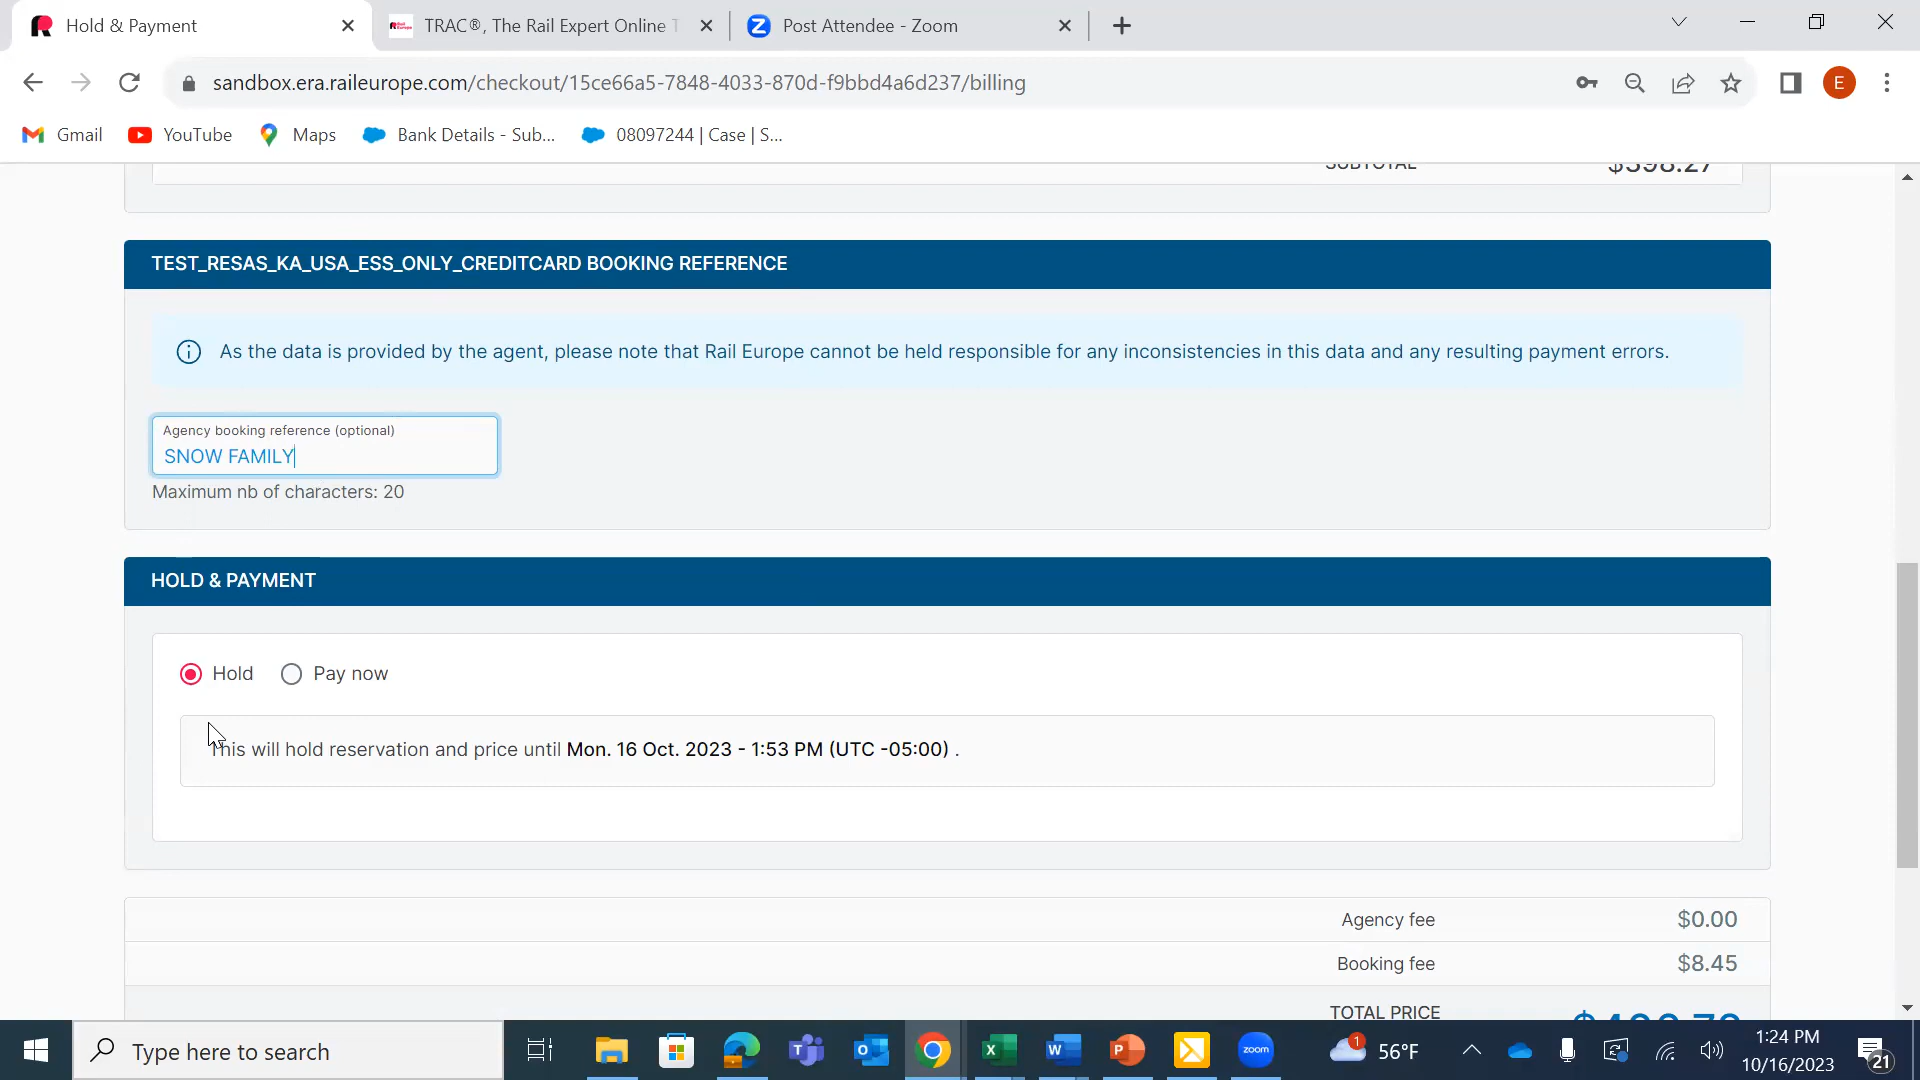 Hold & Payment
TRAC®, The Rail Expert Online T
Post Attendee - Zoom
sandbox.era.raileurope.com/checkout/15ce66a5-7848-4033-870d-f9bbd4a6d237/billing
E
Gmail
YouTube
Maps
Bank Details - Sub...
08097244 | Case | S...
SUBTOTAL
$398.27
TEST_RESAS_KA_USA_ESS_ONLY_CREDITCARD BOOKING REFERENCE
As the data is provided by the agent, please note that Rail Europe cannot be held responsible for any inconsistencies in this data and any resulting payment errors.
Agency booking reference (optional)
SNOW FAMILY
Maximum nb of characters: 20
HOLD & PAYMENT
Hold
Pay now
This will hold reservation and price until Mon. 16 Oct. 2023 - 1:53 PM (UTC -05:00) .
Agency fee
$0.00
Booking fee
$8.45
TOTAL PRICE
Type here to search
zoom
1
56°F
1:24 PM
10/16/2023
21